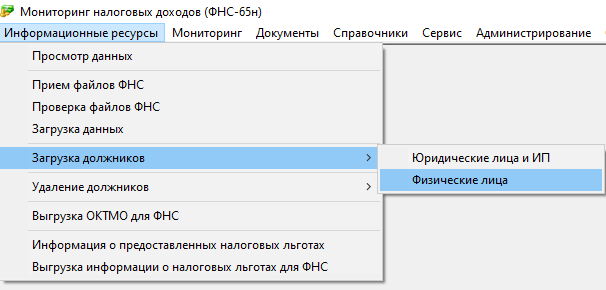 Мониторинг налоговых доходов (ФНС-65н)
Информационные ресурсы Мониторинг Документы Справочники Сервис Администрирование
Просмотр данных
Прием файлов ФНС
Проверка файлов ФНС
Загрузка данных
Загрузка должников
Юридические лица и ИП
Физические лица
Удаление должников
Выгрузка ОКТМО для ФНС
Информация о предоставленных налоговых льготах
Выгрузка информации о налоговых льготах для ФНС